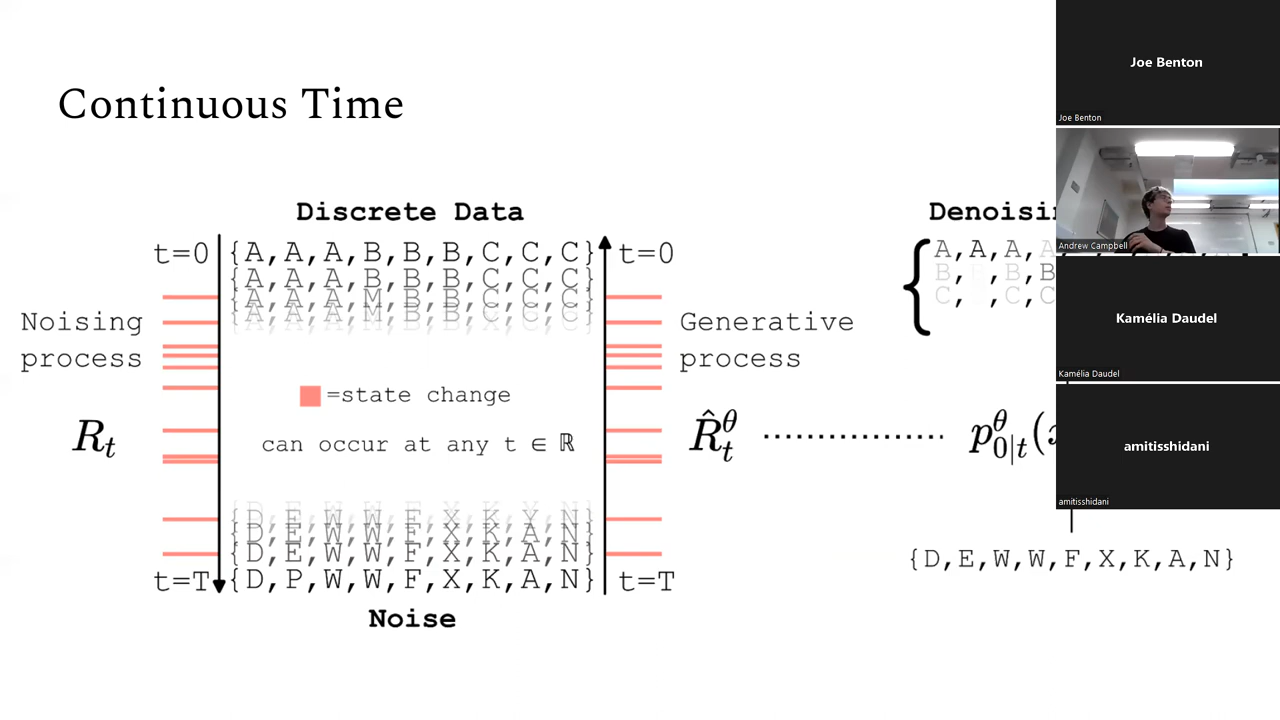 Continuous Time
Discrete Data
t=0 {A,A,A,B,B,B,C,C,C} t=0
{A,A,A,B,B,B,C,C,C}
{A,A,A,M,B,B,C,C,C}
Noising
process
Generative
process
=state change
can occur at any t ∈ ℝ
R_t
R̂_t^θ
{D,E,W,W,F,X,K,A,N}
{D,E,W,W,F,X,K,A,N}
t=T {D,P,W,W,F,X,K,A,N} t=T
Noise
A,A,A,A
B, B,B
C, C,C
p_{0|t}^θ(
{D,E,W,W,F,X,K,A,N}
Joe Benton
Joe Benton
Andrew Campbell
Kamélia Daudel
Kamélia Daudel
amitisshidani
amitisshidani